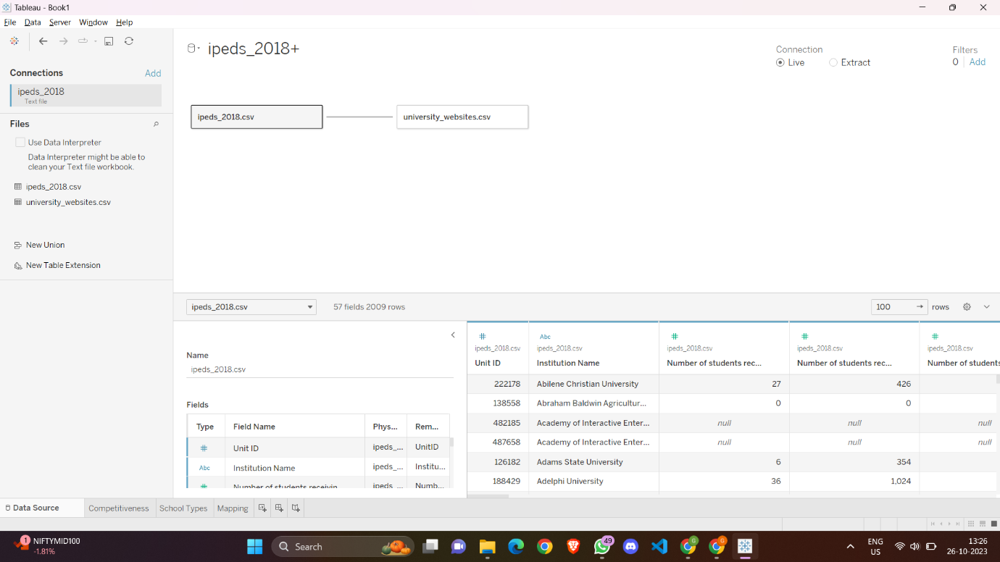 Tableau - Book1
File Data Server Window Help
Connections Add
ipeds_2018
Text file
Files
Use Data Interpreter
Data Interpreter might be able to
clean your Text file workbook.
ipeds_2018.csv
university_websites.csv
New Union
New Table Extension
ipeds_2018+
Connection
Live Extract
Filters
0 Add
ipeds_2018.csv university_websites.csv
ipeds_2018.csv 57 fields 2009 rows 100 rows
Name
ipeds_2018.csv
Fields
Type Field Name Phys... Rem...
# Unit ID ipeds_... UnitID
Abc Institution Name ipeds_... Institu...
# Number of students receivin ipeds_... Numb...
# Abc # # #
ipeds_2018.csv ipeds_2018.csv ipeds_2018.csv ipeds_2018.csv ipeds_2018.csv
Unit ID Institution Name Number of students rec... Number of students rec... Number of students
222178 Abilene Christian University 27 426
138558 Abraham Baldwin Agricultur... 0 0
482185 Academy of Interactive Enter... null null null
487658 Academy of Interactive Enter... null null null
126182 Adams State University 6 354
188429 Adelphi University 36 1,024
Data Source Competitiveness School Types Mapping
1 NIFTYMID100
-1.81%
Search
49
G G
ENG
US
13:26
26-10-2023